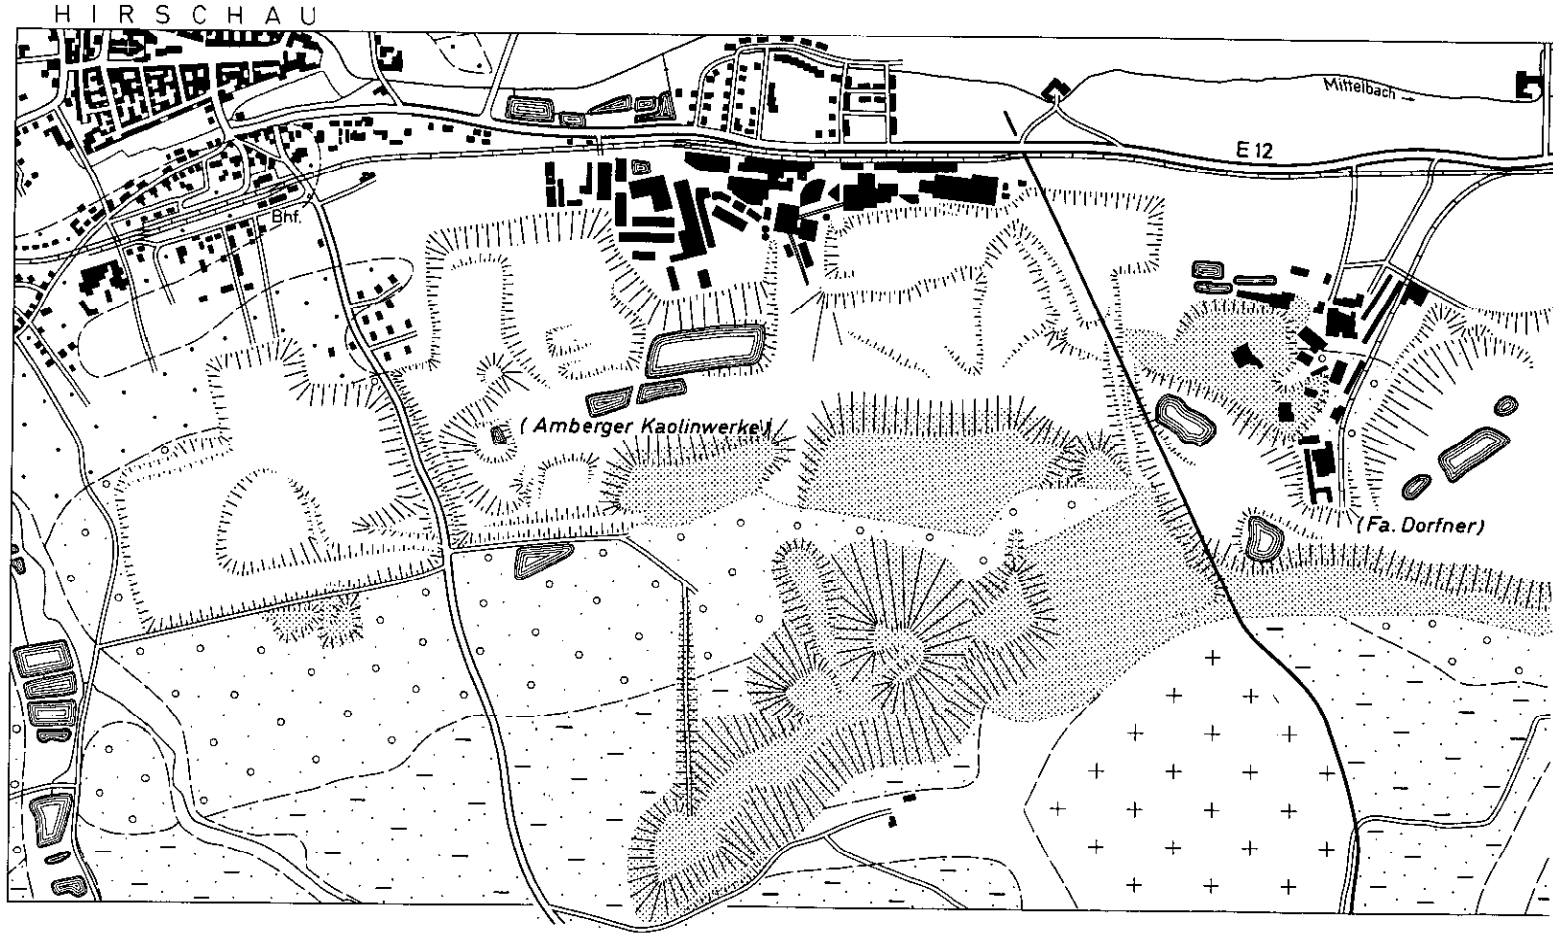 HIRSCHAU
Mittelbach
E 12
Bhf.
(Amberger Kaolinwerke)
(Fa. Dorfner)